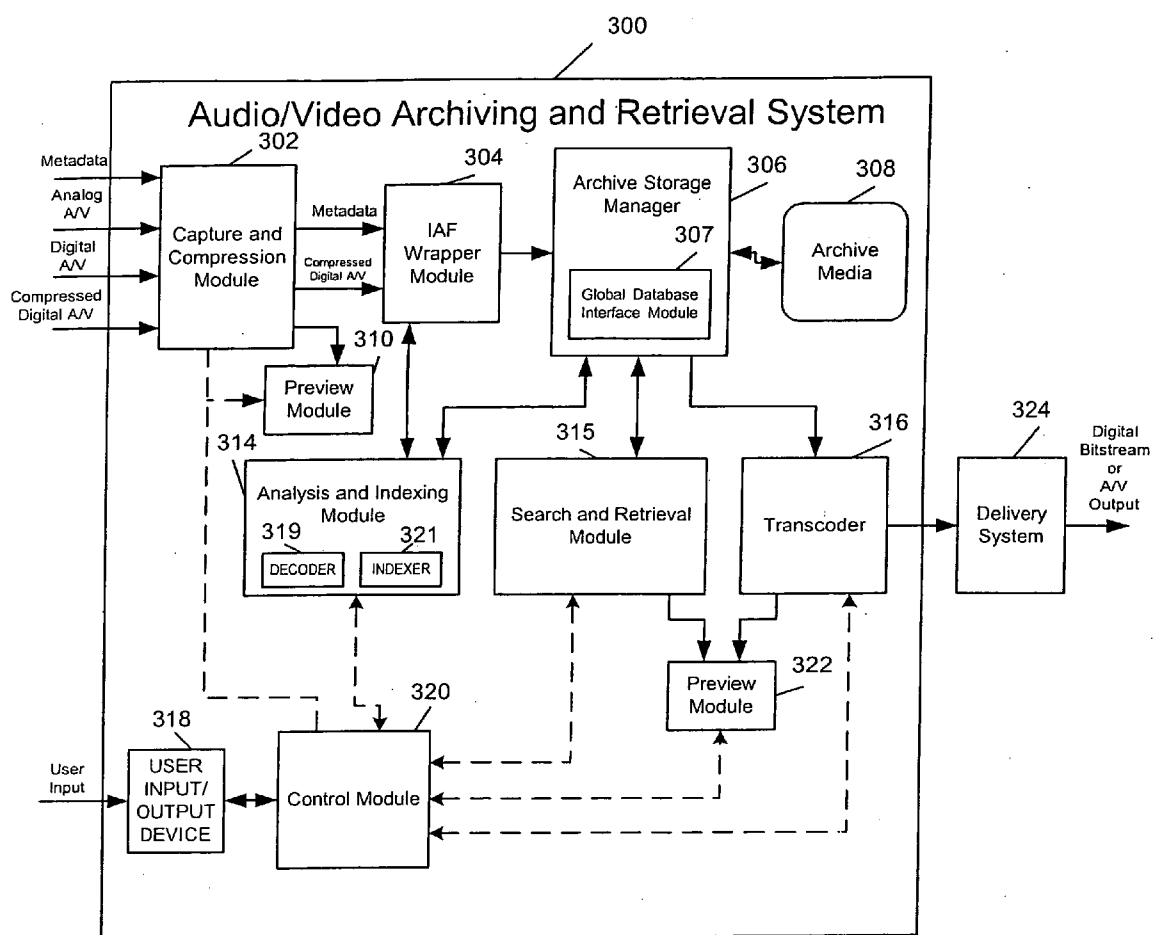 300
Audio/Video Archiving and Retrieval System
302
304
306
308
Metadata
Analog
A/V
Digital
A/V
Compressed
Digital A/V
Capture and
Compression
Module
Metadata
Compressed
Digital A/V
IAF
Wrapper
Module
Archive Storage
Manager
307
Global Database
Interface Module
Archive
Media
310
Preview
Module
314
315
316
324
Analysis and Indexing
Module
319
321
DECODER
INDEXER
Search and Retrieval
Module
Transcoder
Delivery
System
Digital
Bitstream
or
A/V
Output
322
Preview
Module
318
320
User
Input
USER
INPUT/
OUTPUT
DEVICE
Control Module